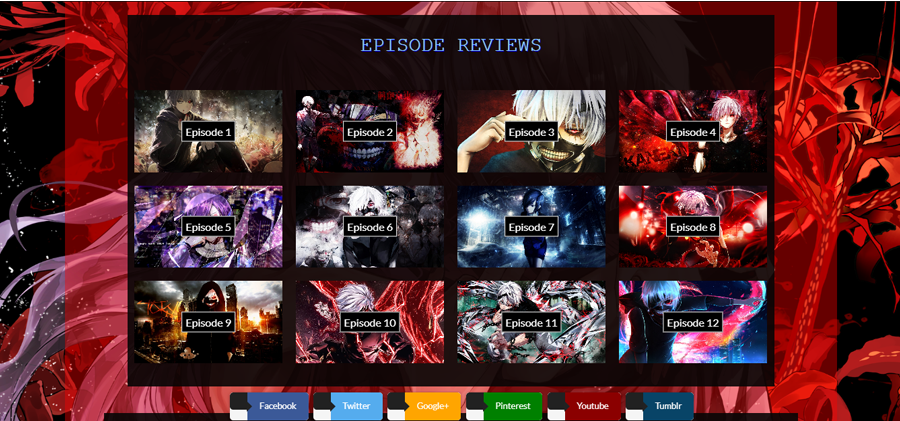 EPISODE REVIEWS
Episode 1
Episode 2
Episode 3
Episode 4
Episode 5
Episode 6
Episode 7
Episode 8
Episode 9
Episode 10
Episode 11
Episode 12
Facebook
Twitter
Google+
Pinterest
Youtube
Tumblr